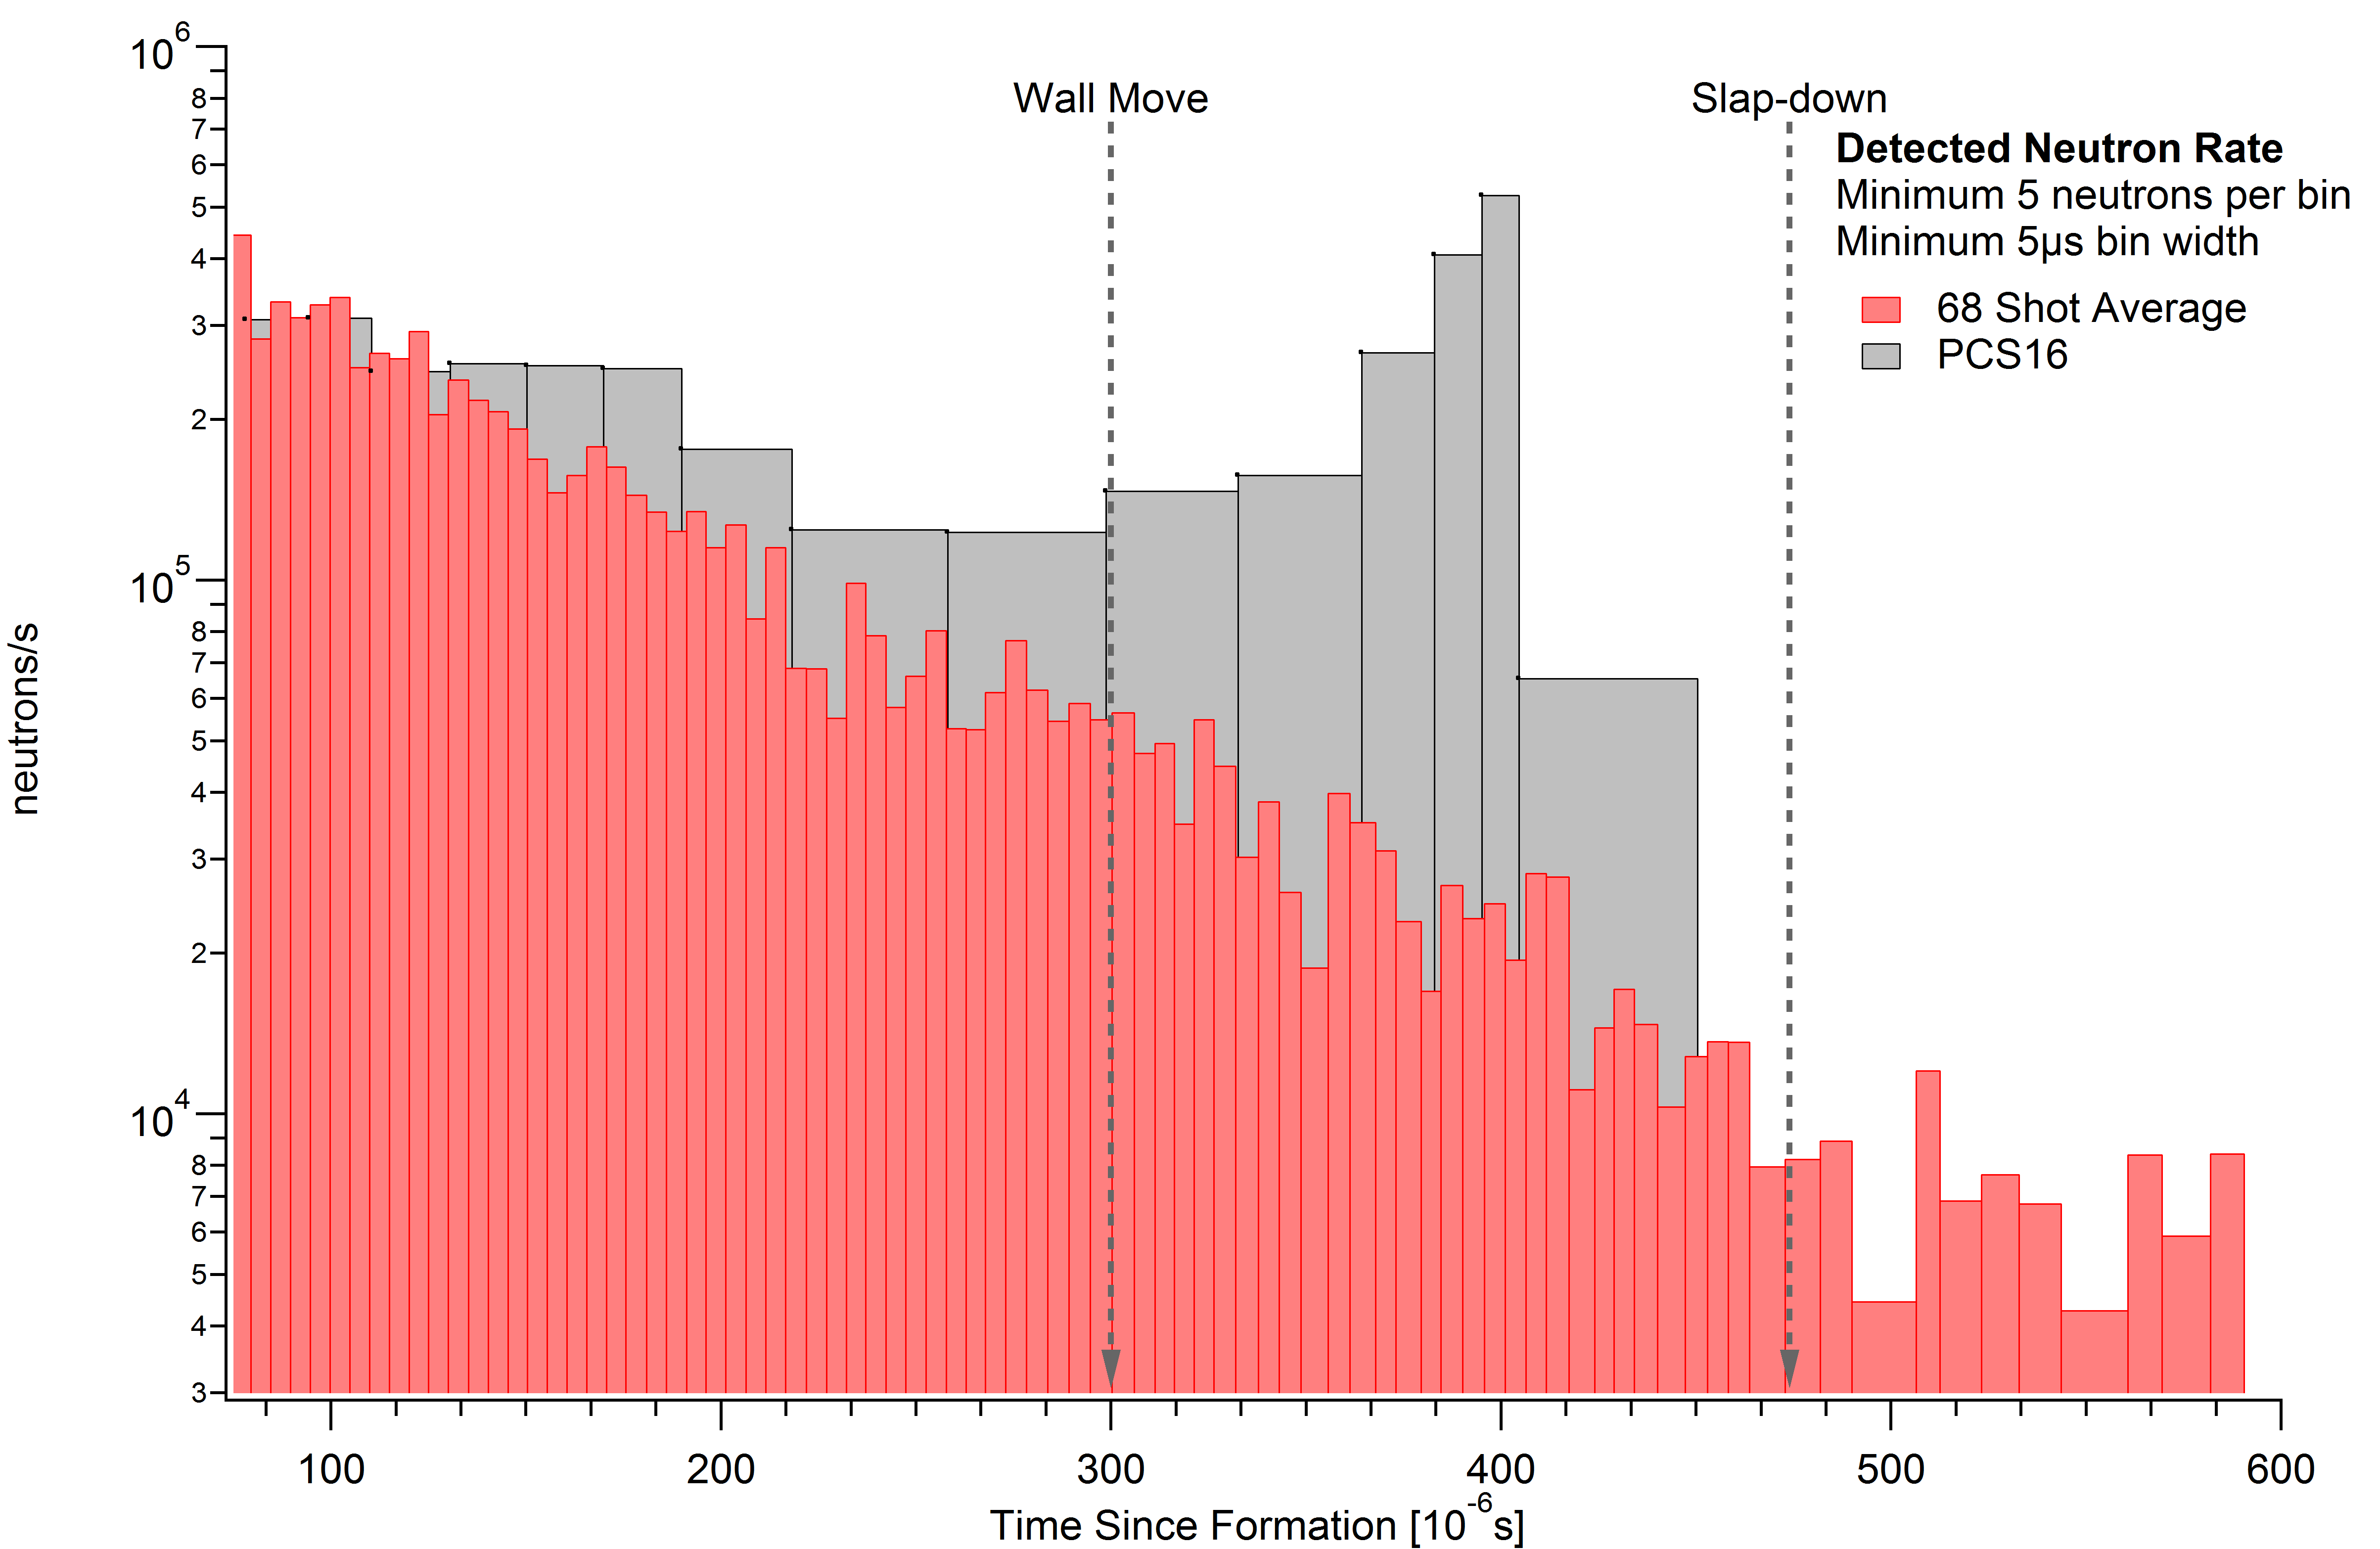 Wall Move
Slap-down
Detected Neutron Rate
Minimum 5 neutrons per bin
Minimum 5µs bin width
68 Shot Average
PCS16
neutrons/s
10^6
8
7
6
5
4
3
2
10^5
8
7
6
5
4
3
2
10^4
8
7
6
5
4
3
100 200 300 400 500 600
Time Since Formation [10^-6 s]